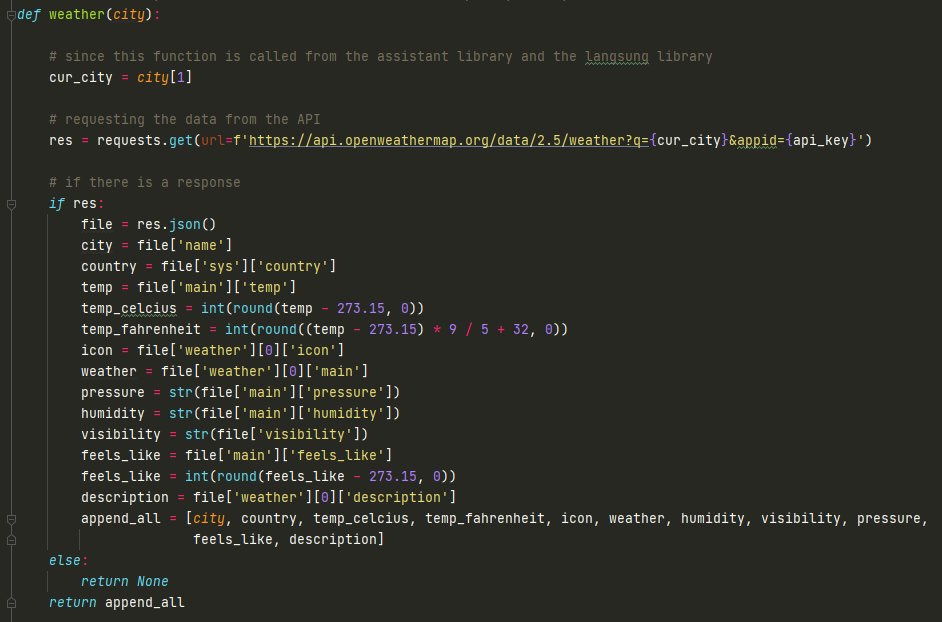 def weather(city):
    # since this function is called from the assistant library and the langsung library
    cur_city = city[1]
    # requesting the data from the API
    res = requests.get(url=f'https://api.openweathermap.org/data/2.5/weather?q={cur_city}&appid={api_key}')
    # if there is a response
    if res:
        file = res.json()
        city = file['name']
        country = file['sys']['country']
        temp = file['main']['temp']
        temp_celcius = int(round(temp - 273.15, 0))
        temp_fahrenheit = int(round((temp - 273.15) * 9 / 5 + 32, 0))
        icon = file['weather'][0]['icon']
        weather = file['weather'][0]['main']
        pressure = str(file['main']['pressure'])
        humidity = str(file['main']['humidity'])
        visibility = str(file['visibility'])
        feels_like = file['main']['feels_like']
        feels_like = int(round(feels_like - 273.15, 0))
        description = file['weather'][0]['description']
        append_all = [city, country, temp_celcius, temp_fahrenheit, icon, weather, humidity, visibility, pressure,
                      feels_like, description]
    else:
        return None
    return append_all